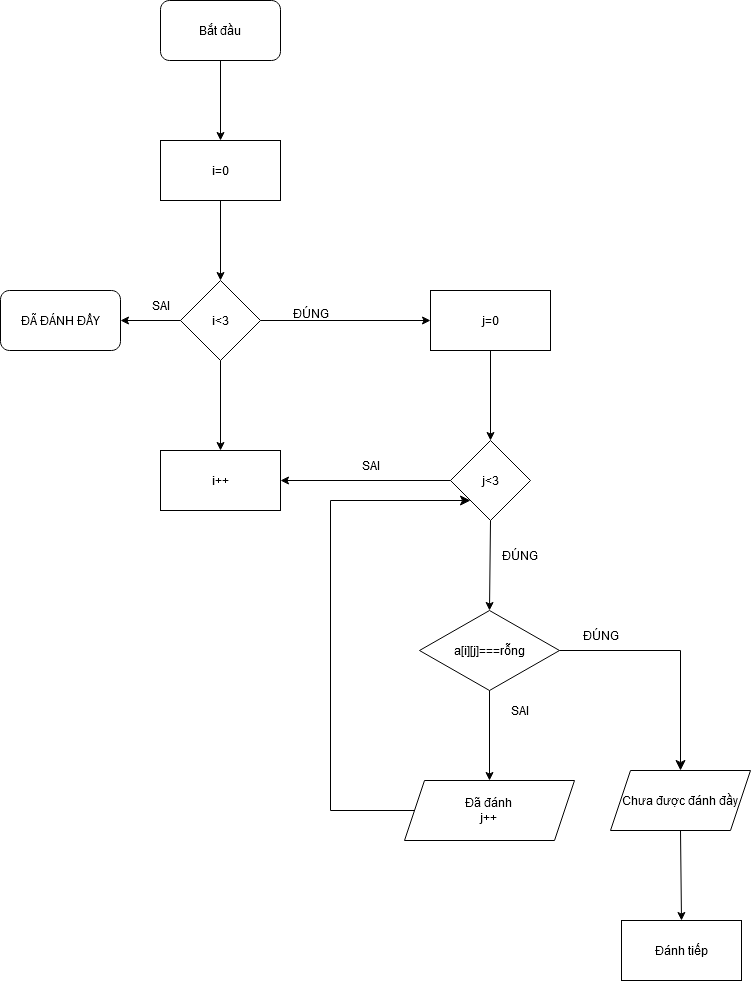 Bắt đầu
i=0
ĐÃ ĐÁNH ĐẦY
SAI
i<3
ĐÚNG
j=0
i++
SAI
j<3
ĐÚNG
a[i][j]===rỗng
ĐÚNG
SAI
Đã đánh
j++
Chưa được đánh đầy
Đánh tiếp